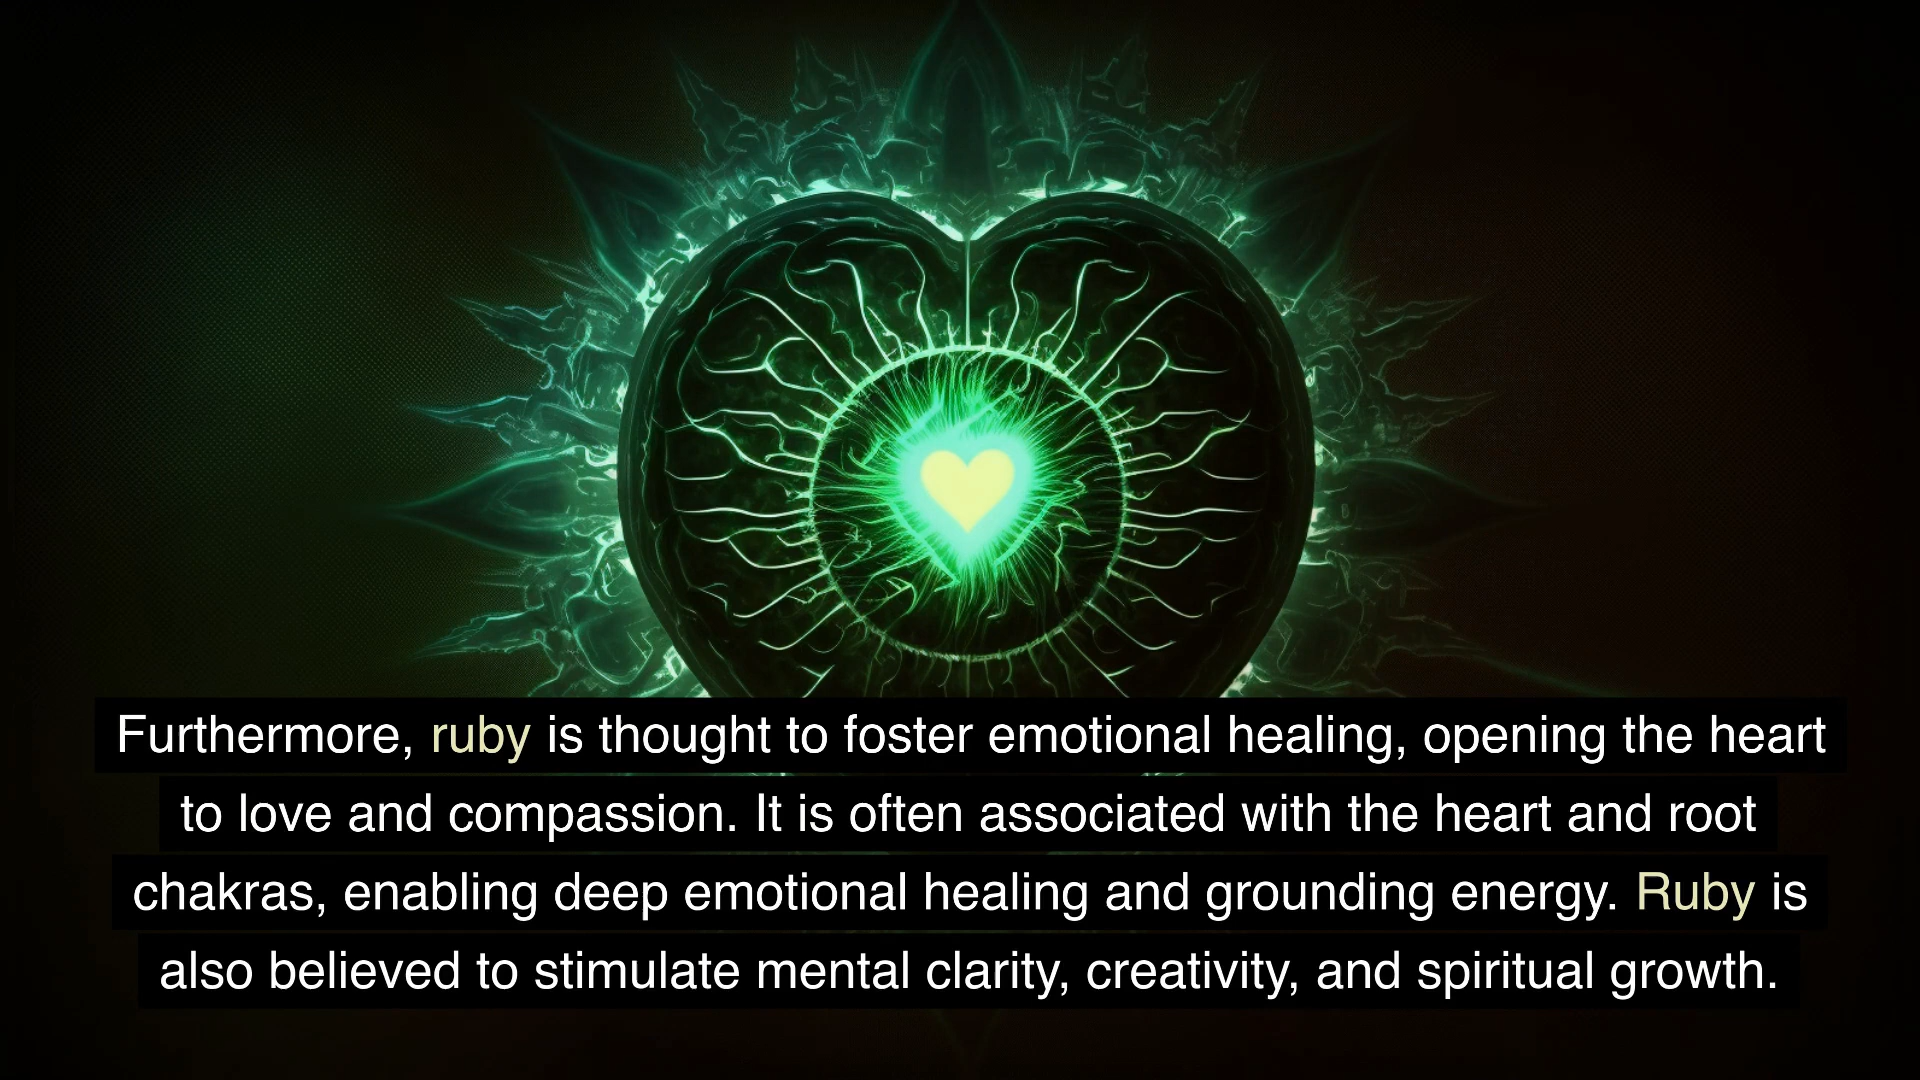 Furthermore, ruby is thought to foster emotional healing, opening the heart
to love and compassion. It is often associated with the heart and root
chakras, enabling deep emotional healing and grounding energy. Ruby is
also believed to stimulate mental clarity, creativity, and spiritual growth.